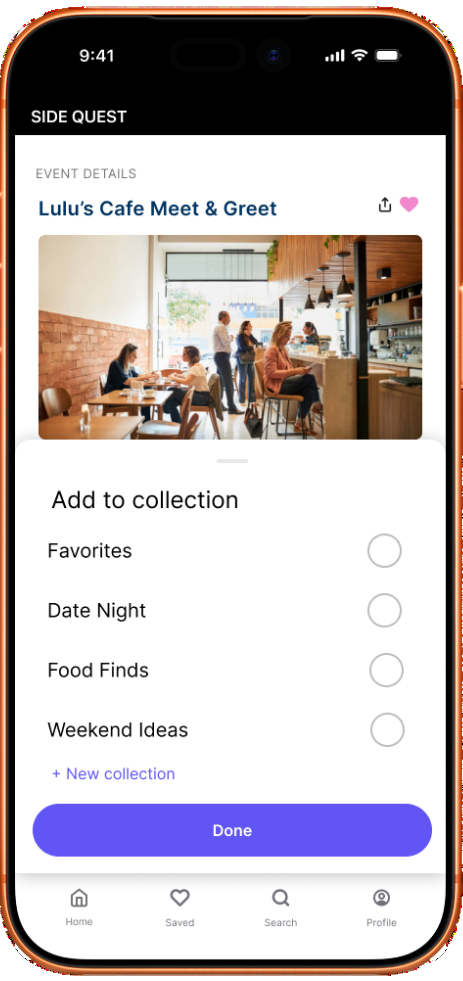 9:41
SIDE QUEST
EVENT DETAILS
Lulu’s Cafe Meet & Greet
Add to collection
Favorites
Date Night
Food Finds
Weekend Ideas
+ New collection
Done
Home Saved Search Profile